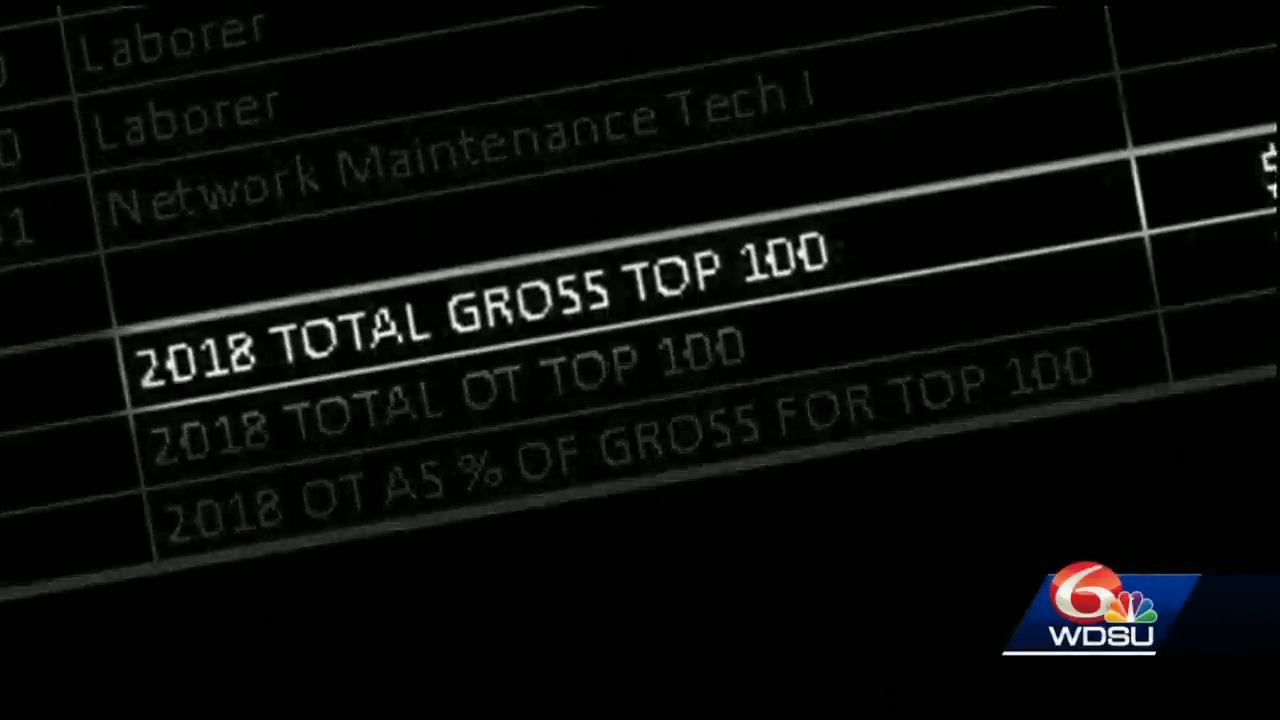 Laborer
Laborer
Network Maintenance Tech I
2018 TOTAL GROSS TOP 100
$
2018 TOTAL OT TOP 100
2018 OT AS % OF GROSS FOR TOP 100
6
WDSU